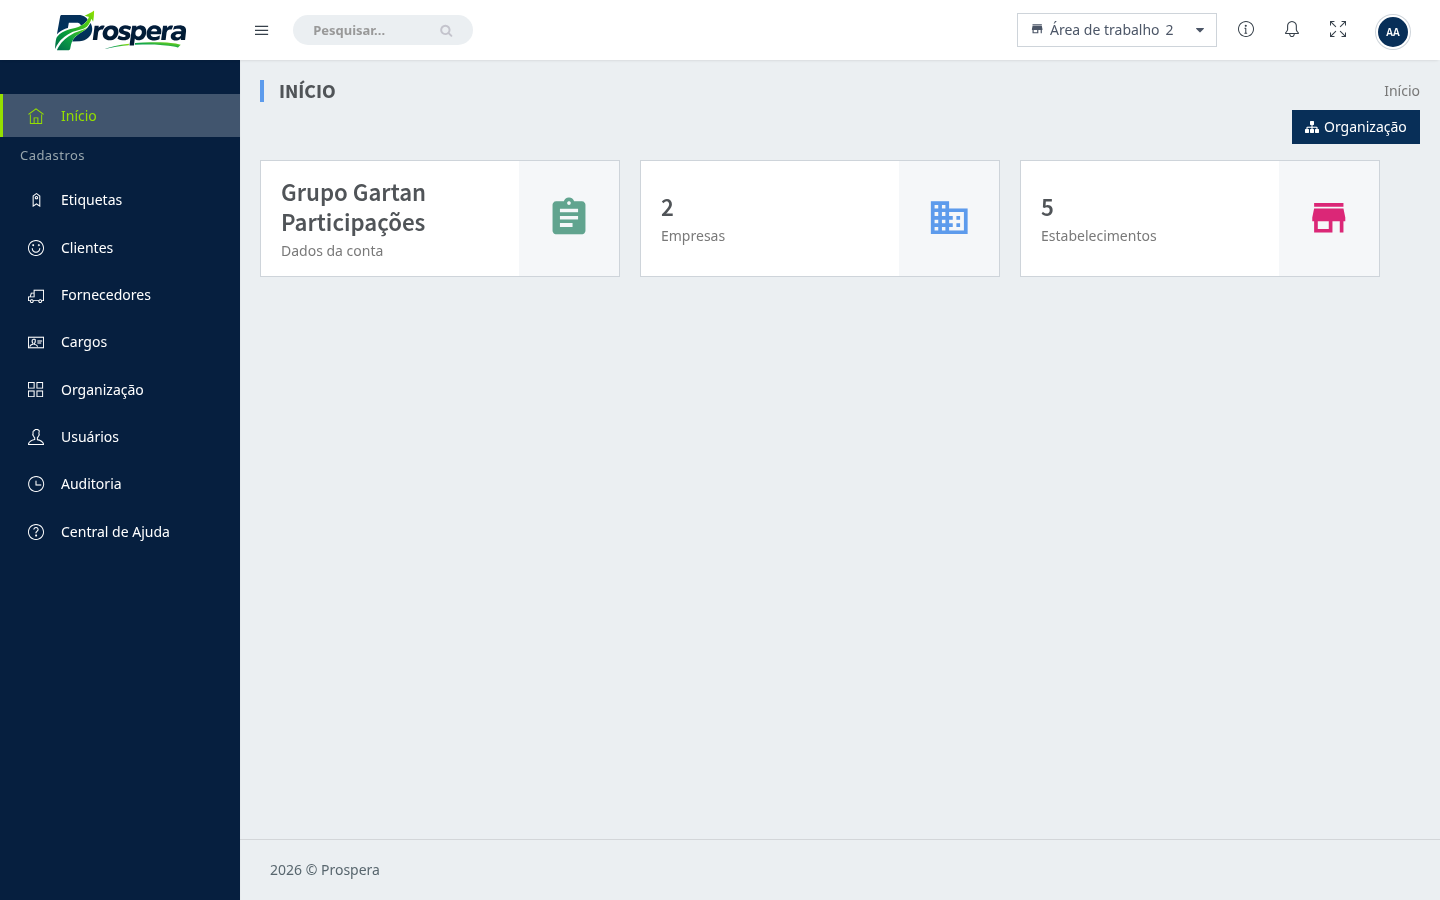 Prospera
Pesquisar...
Área de trabalho 2
AA
Início
Cadastros
Etiquetas
Clientes
Fornecedores
Cargos
Organização
Usuários
Auditoria
Central de Ajuda
INÍCIO
Início
Organização
Grupo Gartan
Participações
Dados da conta
2
Empresas
5
Estabelecimentos
2026 © Prospera